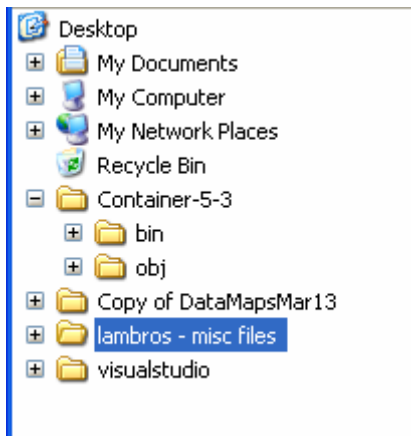 Desktop
My Documents
My Computer
My Network Places
Recycle Bin
Container-5-3
bin
obj
Copy of DataMapsMar13
lambros - misc files
visualstudio